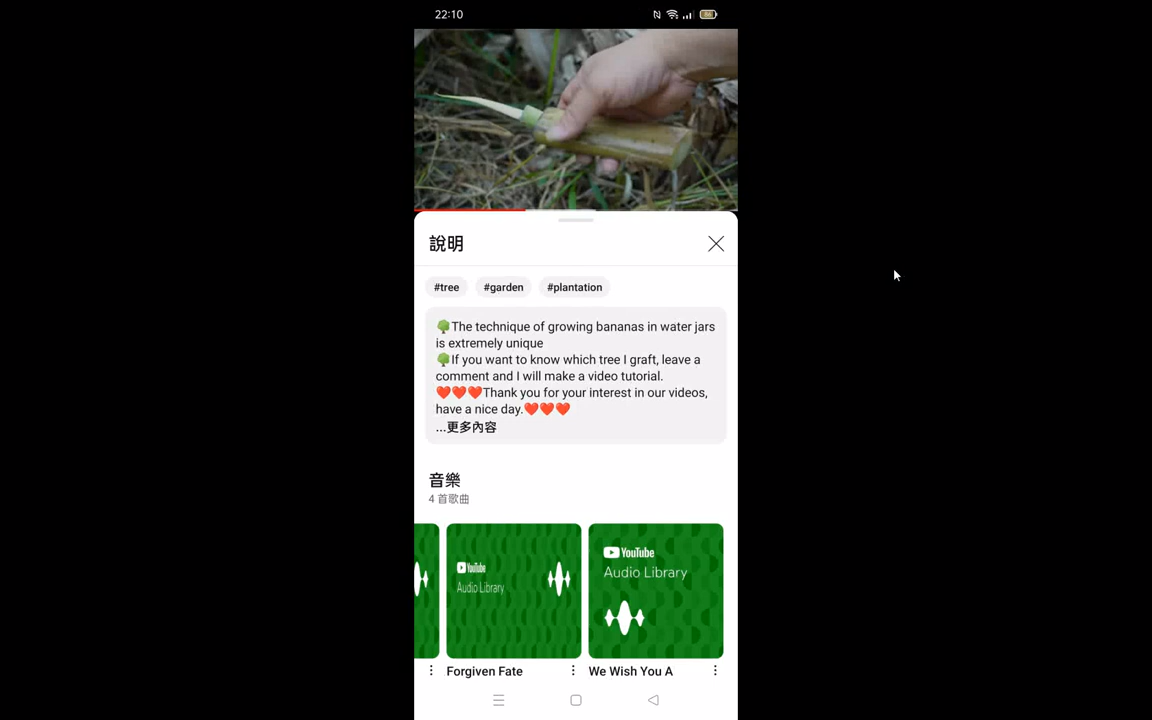 22:10
86
說明
#tree
#garden
#plantation
🌳The technique of growing bananas in water jars
is extremely unique
🌳If you want to know which tree I graft, leave a
comment and I will make a video tutorial.
❤️❤️❤️Thank you for your interest in our videos,
have a nice day.❤️❤️❤️
...更多內容
音樂
4 首歌曲
YouTube
Audio Library
YouTube
Audio Library
Forgiven Fate
We Wish You A